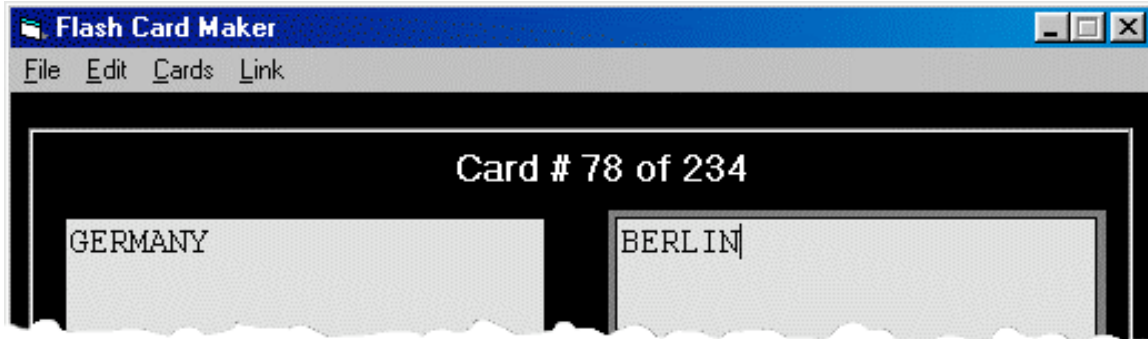 Flash Card Maker
File Edit Cards Link
Card # 78 of 234
GERMANY BERLIN